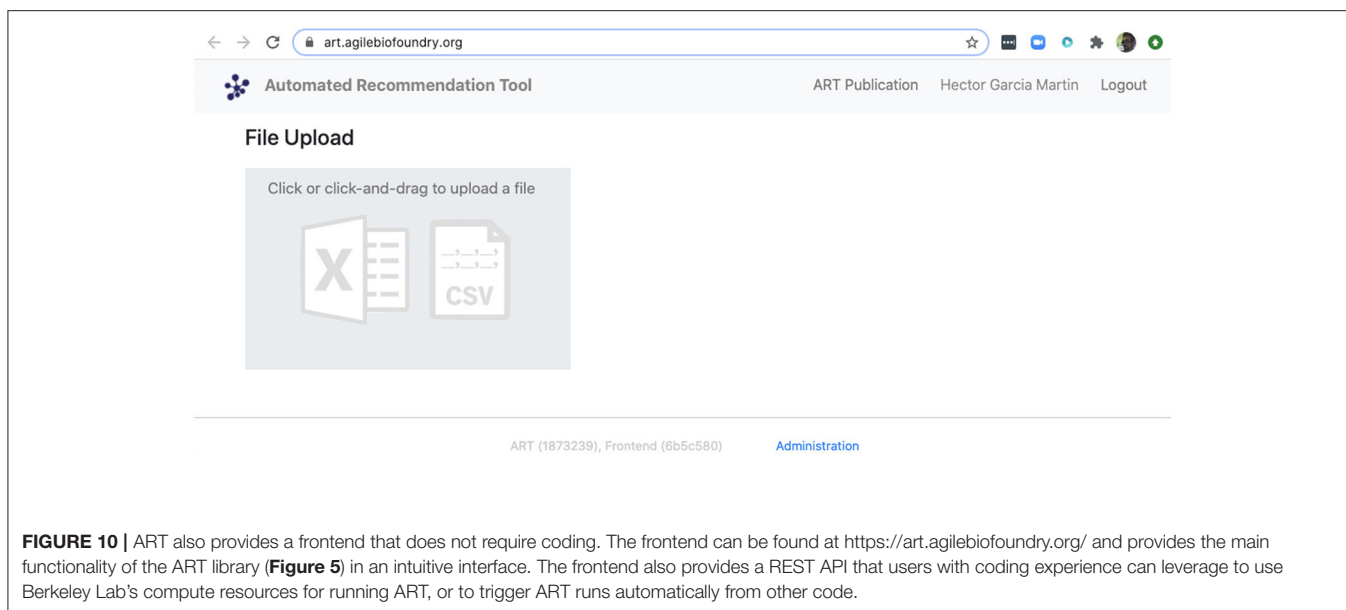 art.agilebiofoundry.org
Automated Recommendation Tool ART Publication Hector Garcia Martin Logout
File Upload
Click or click-and-drag to upload a file
X
CSV
ART (1873239), Frontend (6b5c580) Administration
FIGURE 10 | ART also provides a frontend that does not require coding. The frontend can be found at https://art.agilebiofoundry.org/ and provides the main
functionality of the ART library (Figure 5) in an intuitive interface. The frontend also provides a REST API that users with coding experience can leverage to use
Berkeley Lab's compute resources for running ART, or to trigger ART runs automatically from other code.